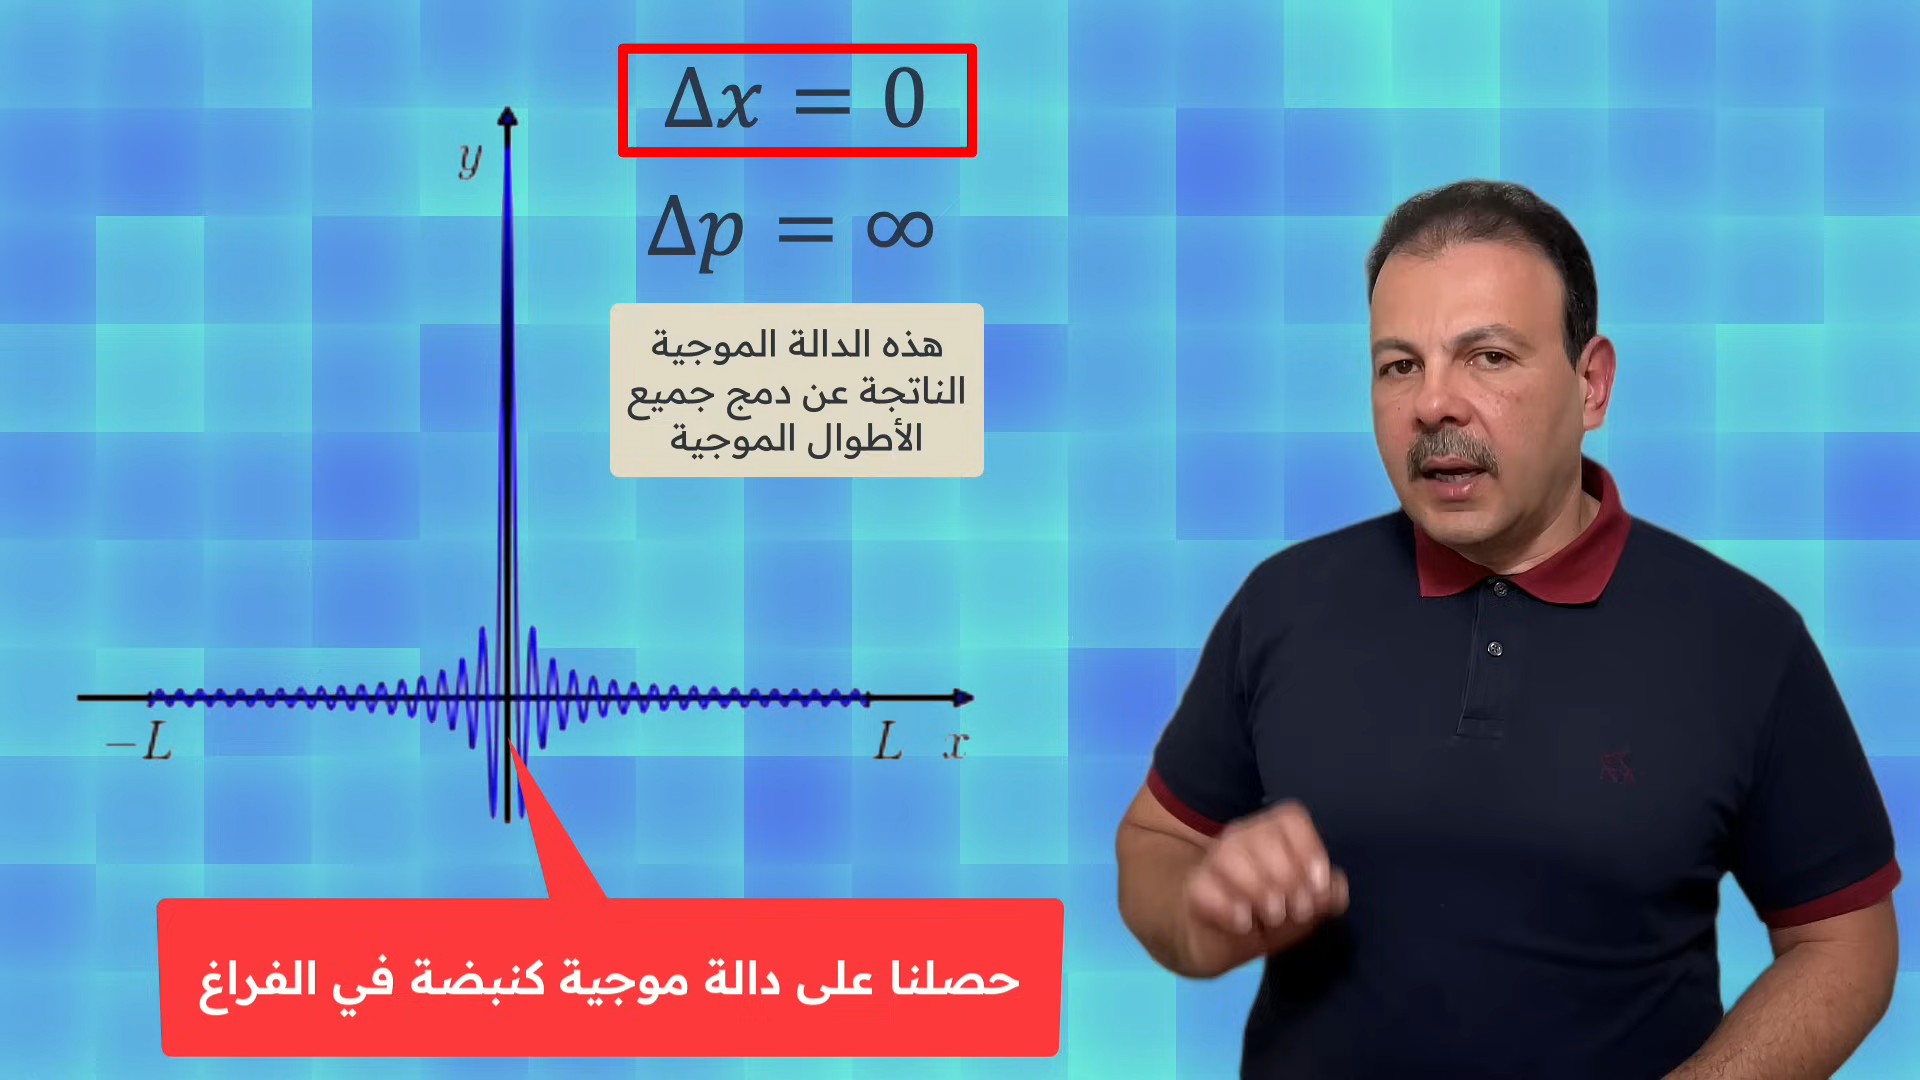 Δx = 0
Δp = ∞
هذه الدالة الموجية
الناتجة عن دمج جميع
الأطوال الموجية
y
−L
L
x
حصلنا على دالة موجية كنبضة في الفراغ